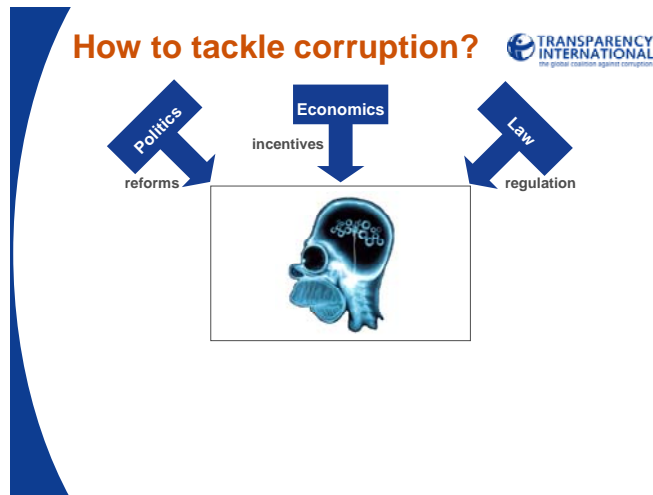 How to tackle corruption?
TRANSPARENCY
INTERNATIONAL
the global coalition against corruption
Politics
Economics
Law
incentives
reforms
regulation